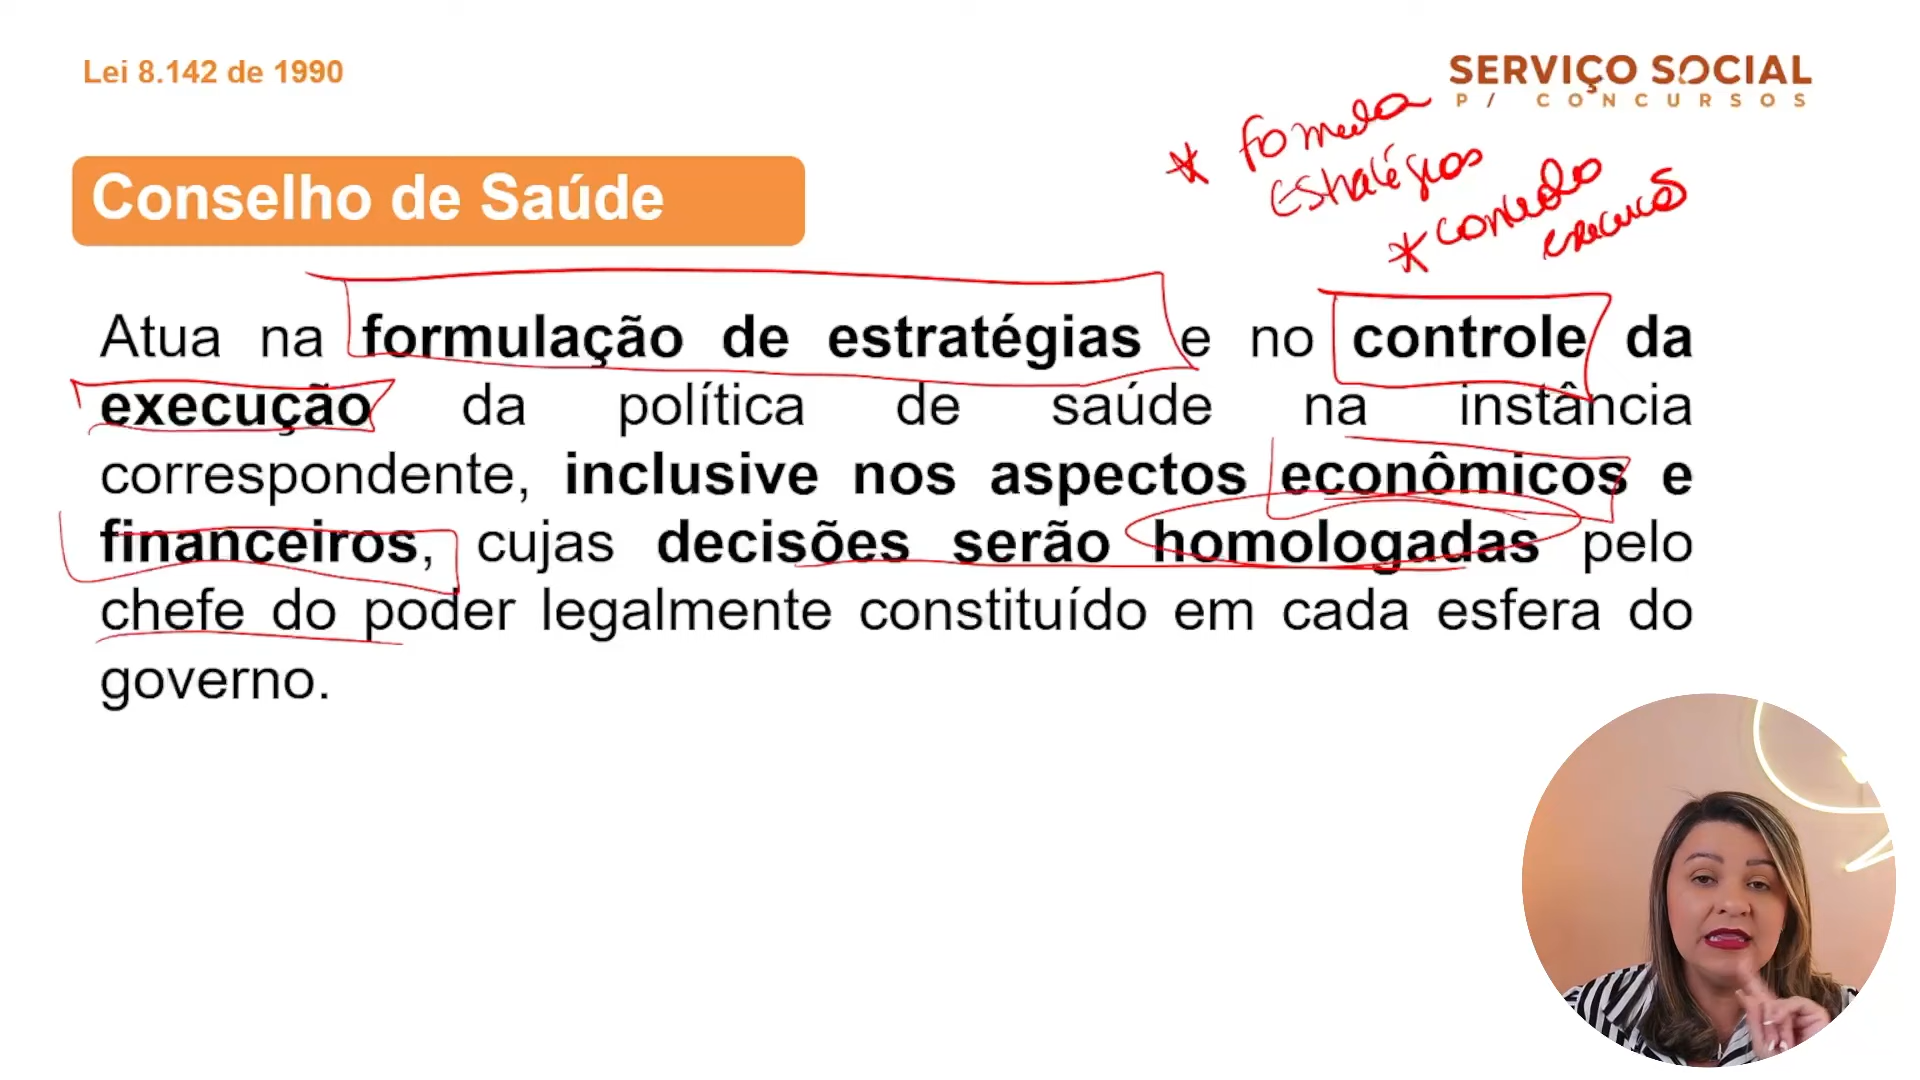 Lei 8.142 de 1990
SERVIÇO SOCIAL
P/ CONCURSOS
* formula
Estratégias
* controla
execução
Conselho de Saúde
Atua na formulação de estratégias e no controle da
execução da política de saúde na instância
correspondente, inclusive nos aspectos econômicos e
financeiros, cujas decisões serão homologadas pelo
chefe do poder legalmente constituído em cada esfera do
governo.